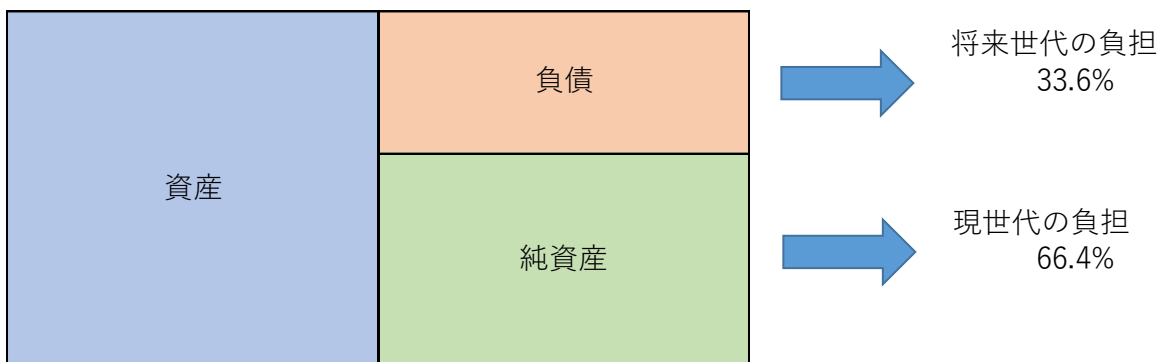 資産
負債
純資産
将来世代の負担
33.6%
現世代の負担
66.4%